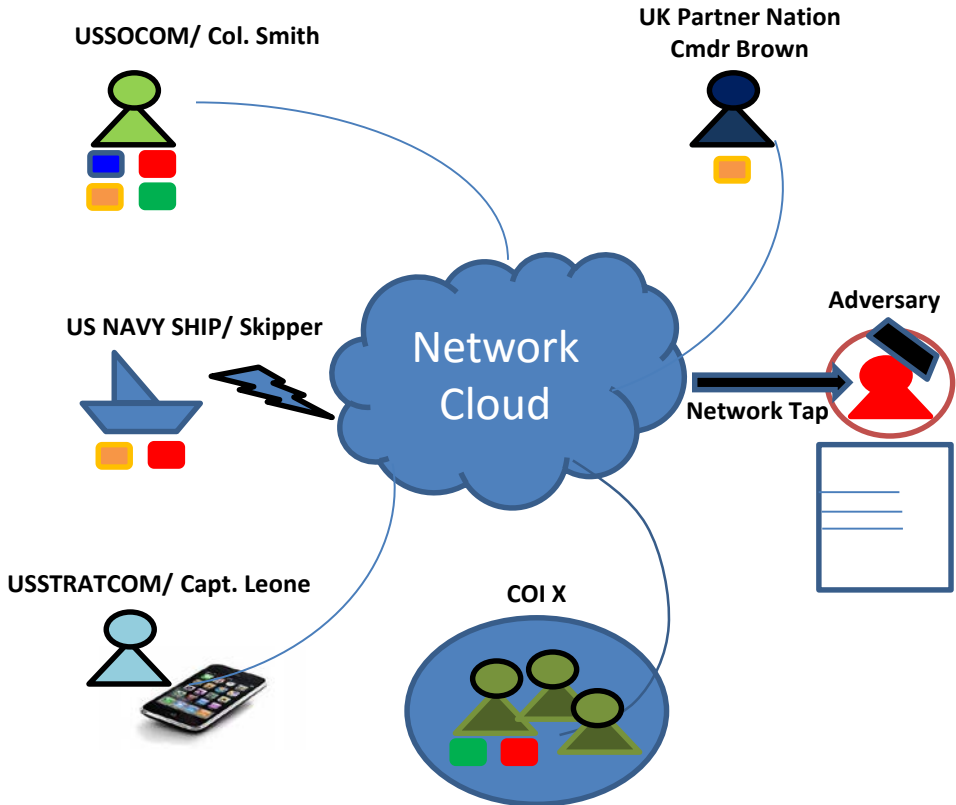 USSOCOM/ Col. Smith
UK Partner Nation
Cmdr Brown
US NAVY SHIP/ Skipper
Network
Cloud
Adversary
Network Tap
USSTRATCOM/ Capt. Leone
COI X